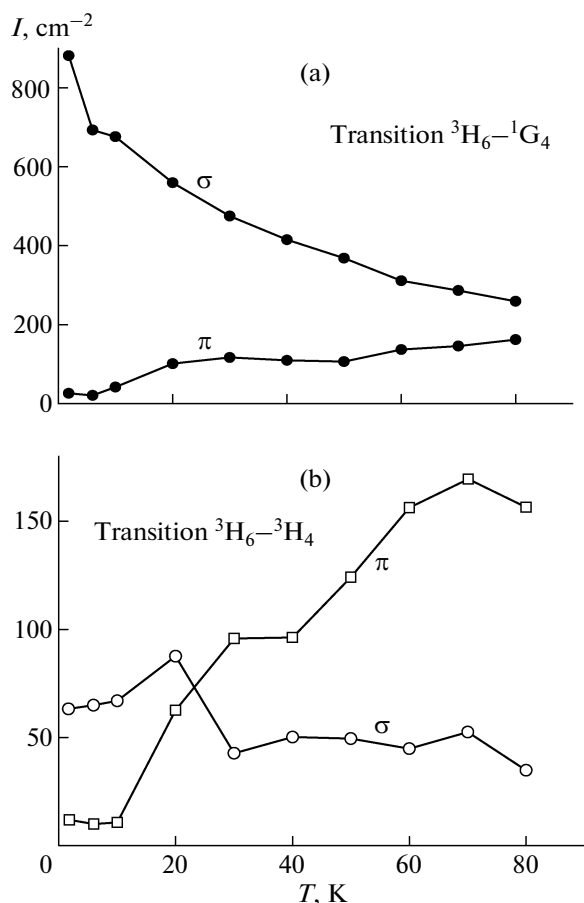 I, cm⁻²
(a)
800
Transition ³H₆–¹G₄
600
σ
400
200
π
0
(b)
150
Transition ³H₆–³H₄
π
100
σ
50
0 20 40 60 80
T, K